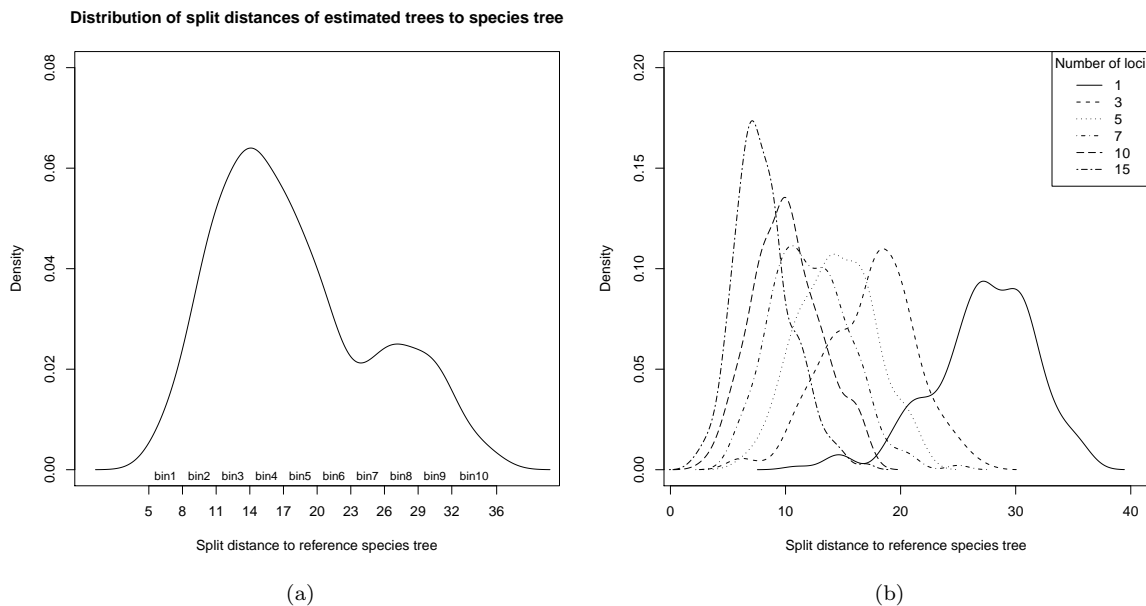 Distribution of split distances of estimated trees to species tree
Density
0.00
0.02
0.04
0.06
0.08
bin1 bin2 bin3 bin4 bin5 bin6 bin7 bin8 bin9 bin10
5 8 11 14 17 20 23 26 29 32 36
Split distance to reference species tree
(a)
Density
0.00
0.05
0.10
0.15
0.20
Number of loci
1
3
5
7
10
15
0 10 20 30 40
Split distance to reference species tree
(b)